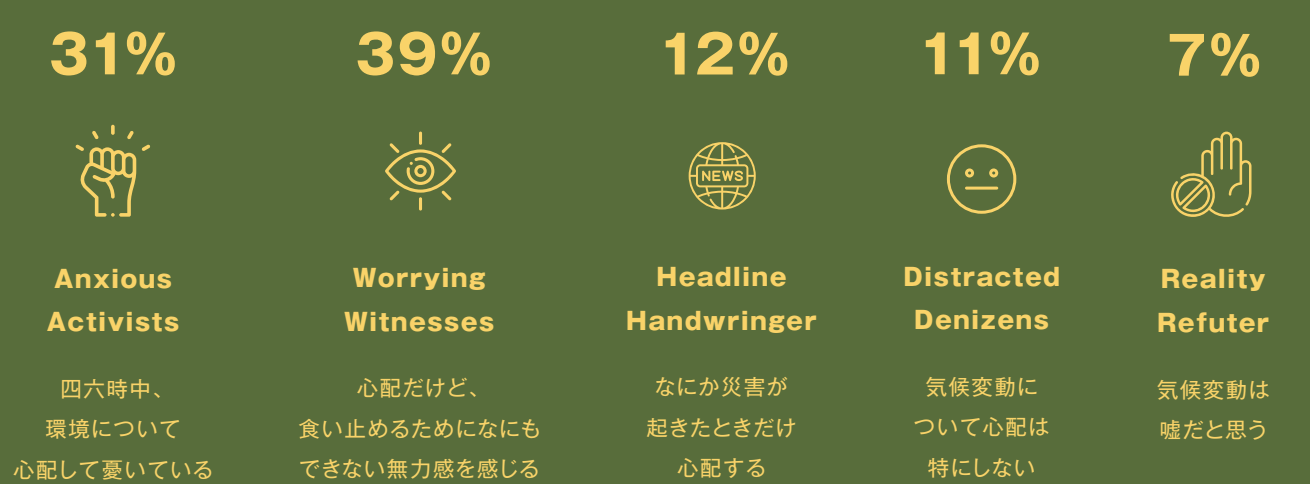 31%
39%
12%
11%
7%
NEWS
Anxious
Activists
Worrying
Witnesses
Headline
Handwringer
Distracted
Denizens
Reality
Refuter
四六時中、
環境について
心配して憂いている
心配だけど、
食い止めるためになにも
できない無力感を感じる
なにか災害が
起きたときだけ
心配する
気候変動に
ついて心配は
特にしない
気候変動は
嘘だと思う